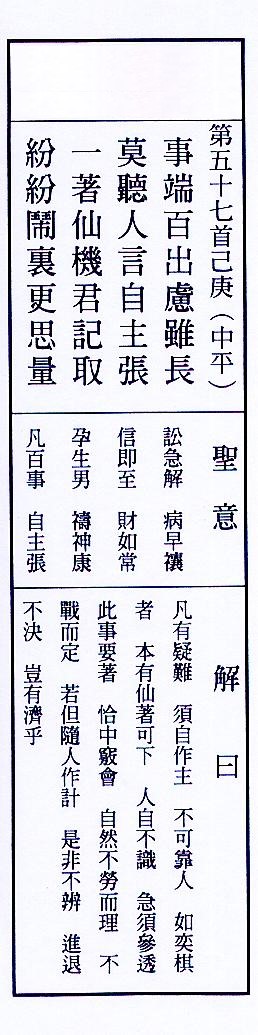 第五十七首己庚（中平）
事端百出慮雖長
莫聽人言自主張
一著仙機君記取
紛紛鬧裏更思量
聖意
訟急解　病早禳
信即至　財如常
孕生男　禱神康
凡百事　自主張
解曰
凡有疑難　須自作主　不可靠人　如奕棋
者　本有仙著可下　人自不識　急須參透
此事要著　恰中竅會　自然不勞而理　不
戰而定　若但隨人作計　是非不辨　進退
不決　豈有濟乎